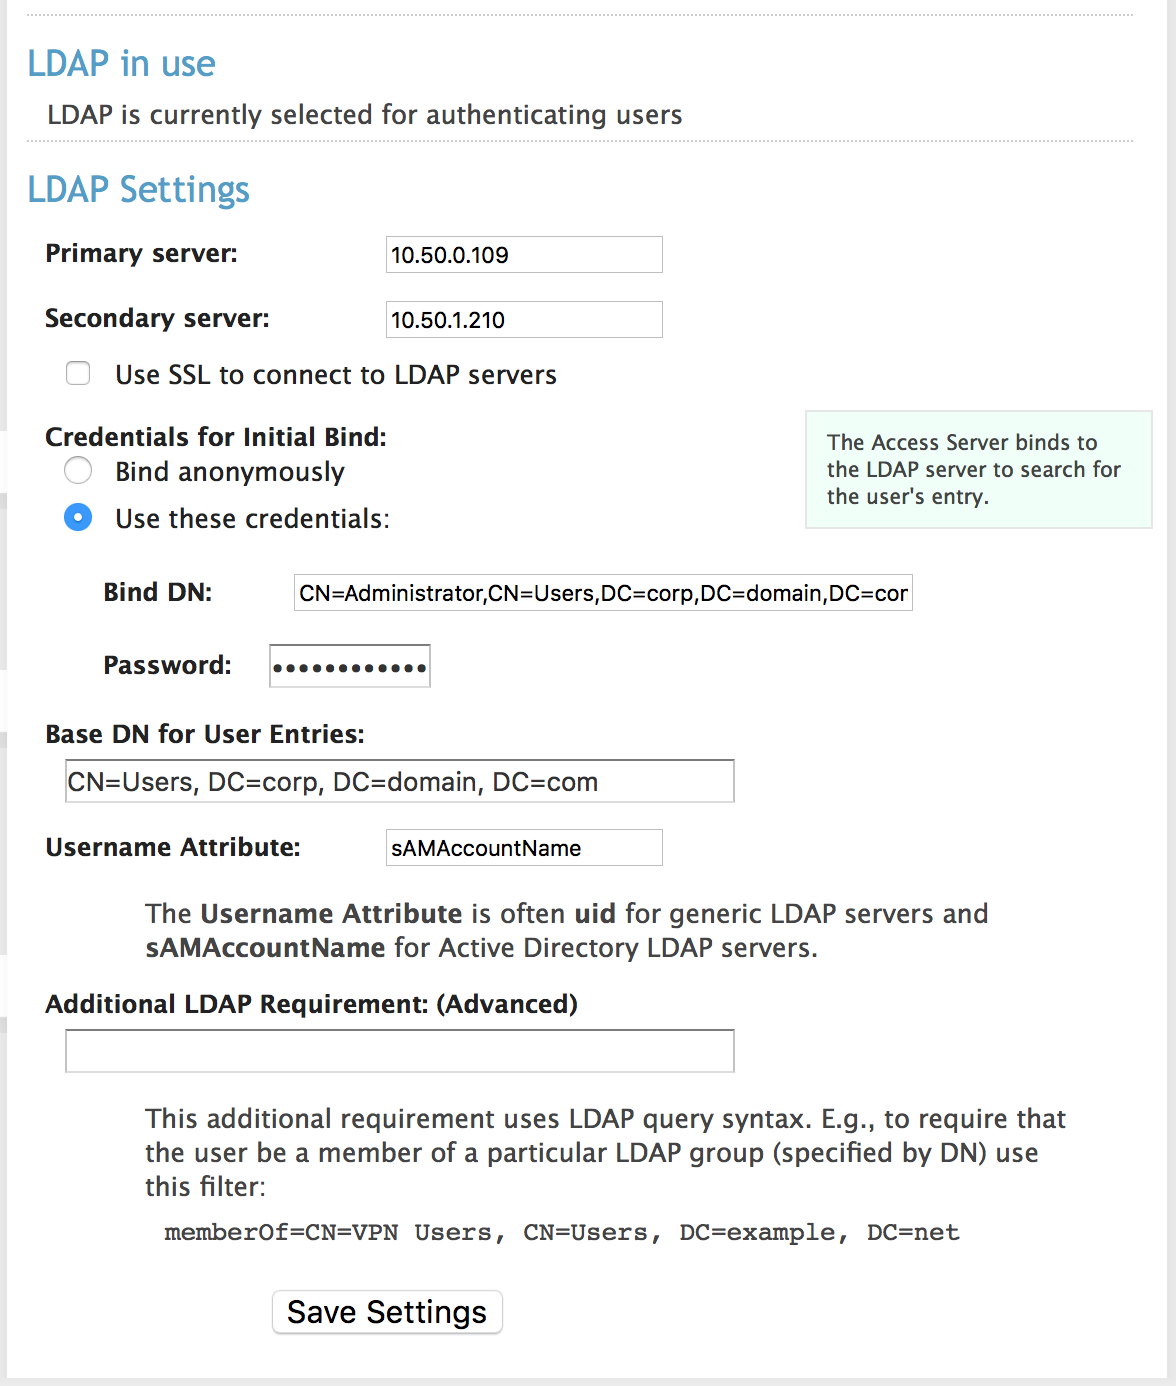 LDAP in use
LDAP is currently selected for authenticating users
LDAP Settings
Primary server: 10.50.0.109
Secondary server: 10.50.1.210
Use SSL to connect to LDAP servers
Credentials for Initial Bind:
Bind anonymously
Use these credentials:
The Access Server binds to
the LDAP server to search for
the user's entry.
Bind DN: CN=Administrator,CN=Users,DC=corp,DC=domain,DC=cor
Password: ••••••••••••
Base DN for User Entries:
CN=Users, DC=corp, DC=domain, DC=com
Username Attribute: sAMAccountName
The Username Attribute is often uid for generic LDAP servers and
sAMAccountName for Active Directory LDAP servers.
Additional LDAP Requirement: (Advanced)
This additional requirement uses LDAP query syntax. E.g., to require that
the user be a member of a particular LDAP group (specified by DN) use
this filter:
memberOf=CN=VPN Users, CN=Users, DC=example, DC=net
Save Settings